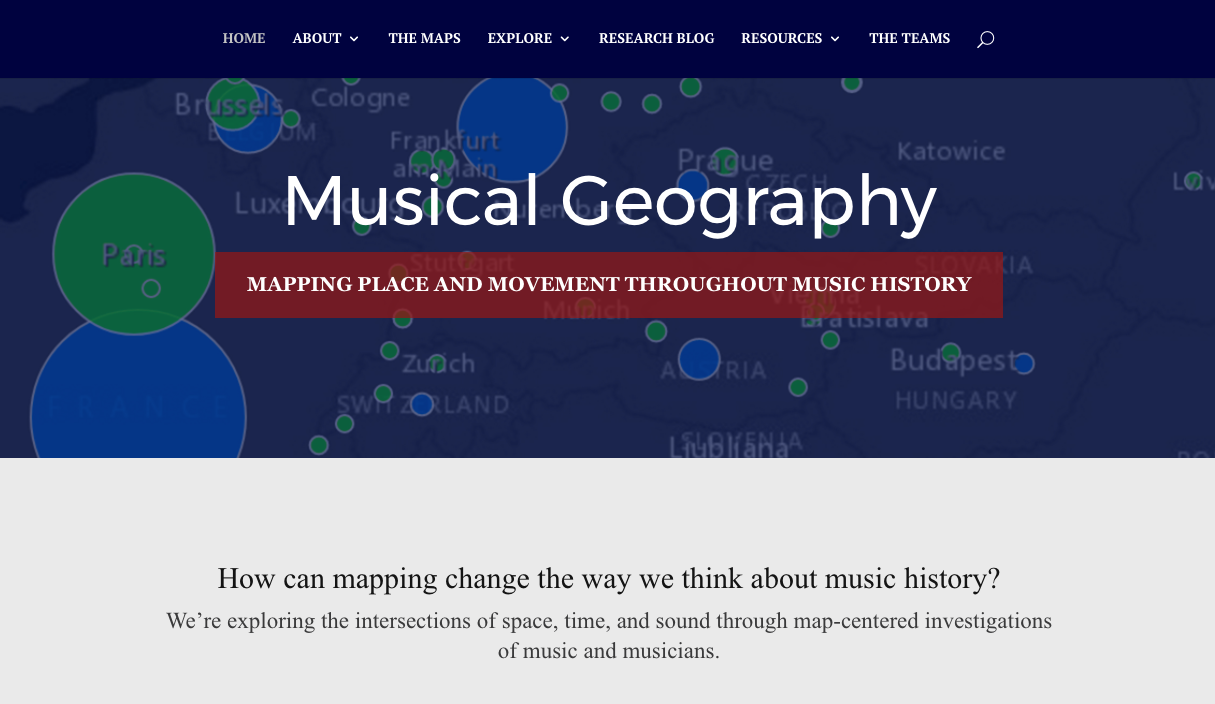 HOME ABOUT THE MAPS EXPLORE RESEARCH BLOG RESOURCES THE TEAMS
Brussels Cologne
Frankfurt
am Main
Prague
Katowice
CZECH
Musical Geography
Paris
Stuttgart
SLOVAKIA
MAPPING PLACE AND MOVEMENT THROUGHOUT MUSIC HISTORY
Munich Vienna
Bratislava
Zurich AUSTRIA Budapest
FRANCE SWITZERLAND HUNGARY
SLOVENIA
Ljubljana
How can mapping change the way we think about music history?
We’re exploring the intersections of space, time, and sound through map-centered investigations
of music and musicians.